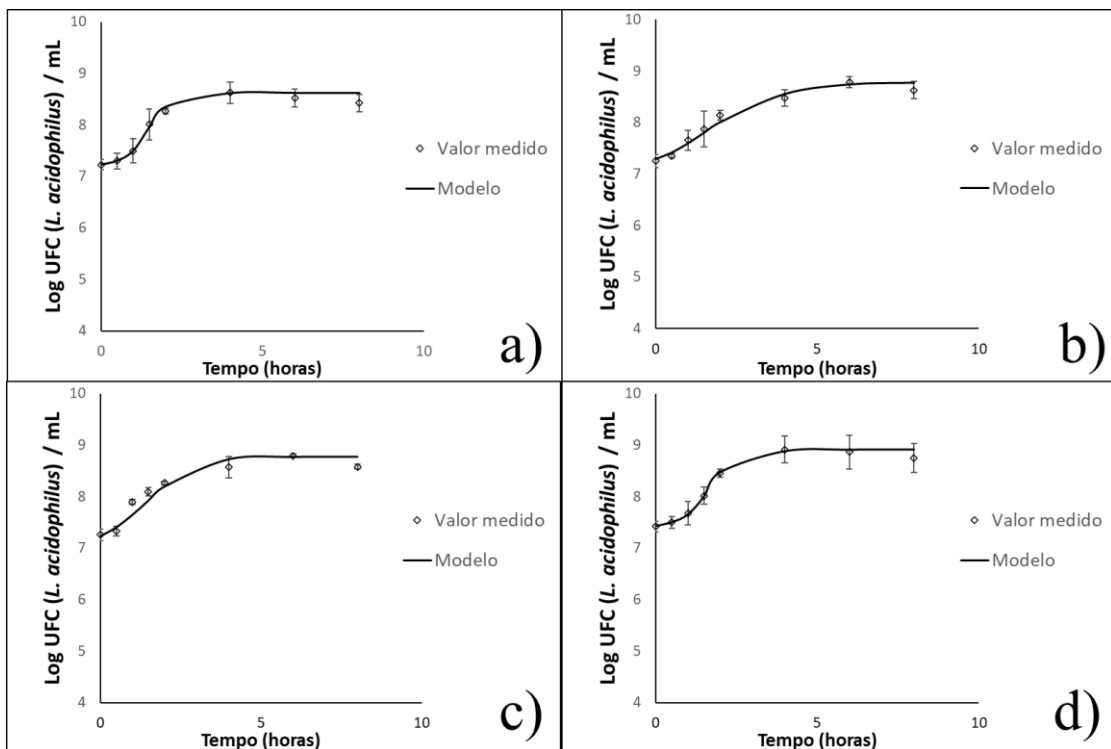 10
9
8
7
6
5
4
0
5
10
Log UFC (L. acidophilus) / mL
Tempo (horas)
Valor medido
Modelo
a)
10
9
8
7
6
5
4
0
5
10
Log UFC (L. acidophilus) / mL
Tempo (horas)
Valor medido
Modelo
b)
10
9
8
7
6
5
4
0
5
10
Log UFC (L. acidophilus) / mL
Tempo (horas)
Valor medido
Modelo
c)
10
9
8
7
6
5
4
0
5
10
Log UFC (L. acidophilus) / mL
Tempo (horas)
Valor medido
Modelo
d)